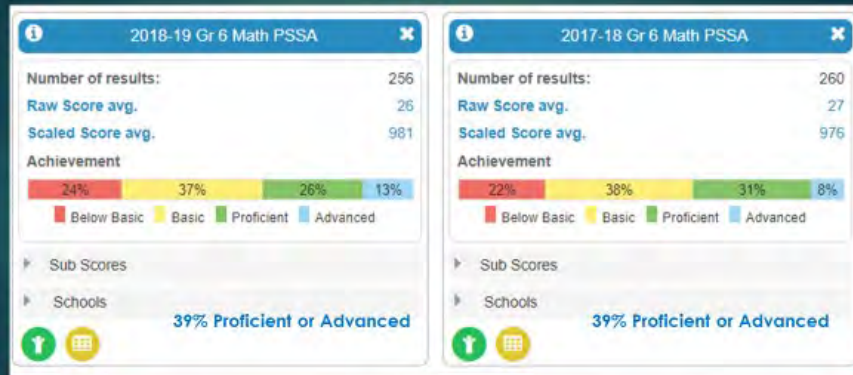 2018-19 Gr 6 Math PSSA
Number of results: 256
Raw Score avg. 26
Scaled Score avg. 981
Achievement
24% 37% 26% 13%
Below Basic Basic Proficient Advanced
Sub Scores
Schools
39% Proficient or Advanced
2017-18 Gr 6 Math PSSA
Number of results: 260
Raw Score avg. 27
Scaled Score avg. 976
Achievement
22% 38% 31% 8%
Below Basic Basic Proficient Advanced
Sub Scores
Schools
39% Proficient or Advanced